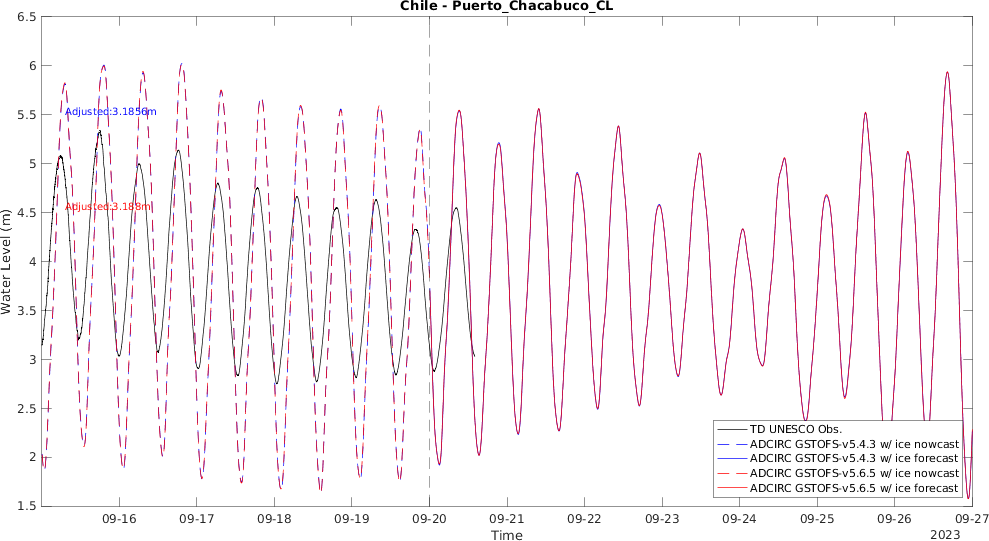 Chile - Puerto_Chacabuco_CL
6.5
6
5.5
5
4.5
4
3.5
3
2.5
2
1.5
Water Level (m)
Adjusted:3.1856m
Adjusted:3.188m
TD UNESCO Obs.
ADCIRC GSTOFS-v5.4.3 w/ ice nowcast
ADCIRC GSTOFS-v5.4.3 w/ ice forecast
ADCIRC GSTOFS-v5.6.5 w/ ice nowcast
ADCIRC GSTOFS-v5.6.5 w/ ice forecast
09-16 09-17 09-18 09-19 09-20 09-21 09-22 09-23 09-24 09-25 09-26 09-27
Time
2023